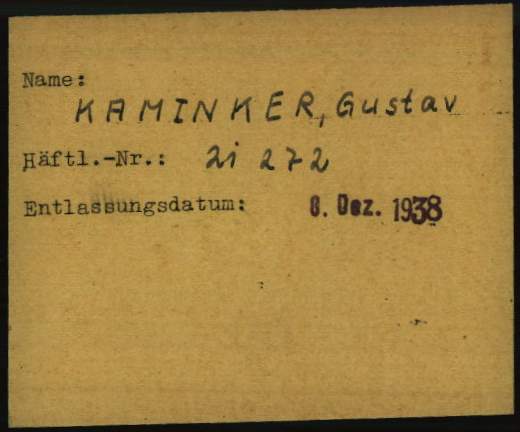 Name:
KAMINKER, Gustav
Häftl.-Nr.: 21 272
Entlassungsdatum: 8. Dez. 1938